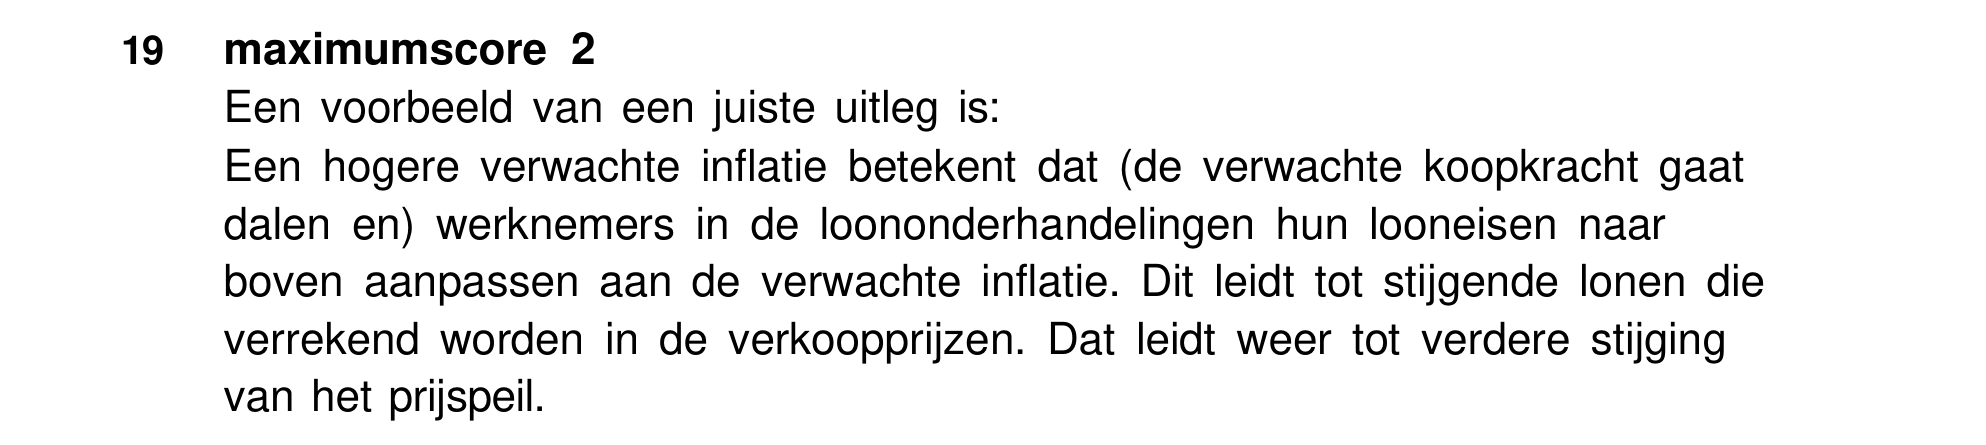 19 maximumscore 2
Een voorbeeld van een juiste uitleg is:
Een hogere verwachte inflatie betekent dat (de verwachte koopkracht gaat
dalen en) werknemers in de loononderhandelingen hun looneisen naar
boven aanpassen aan de verwachte inflatie. Dit leidt tot stijgende lonen die
verrekend worden in de verkoopprijzen. Dat leidt weer tot verdere stijging
van het prijspeil.